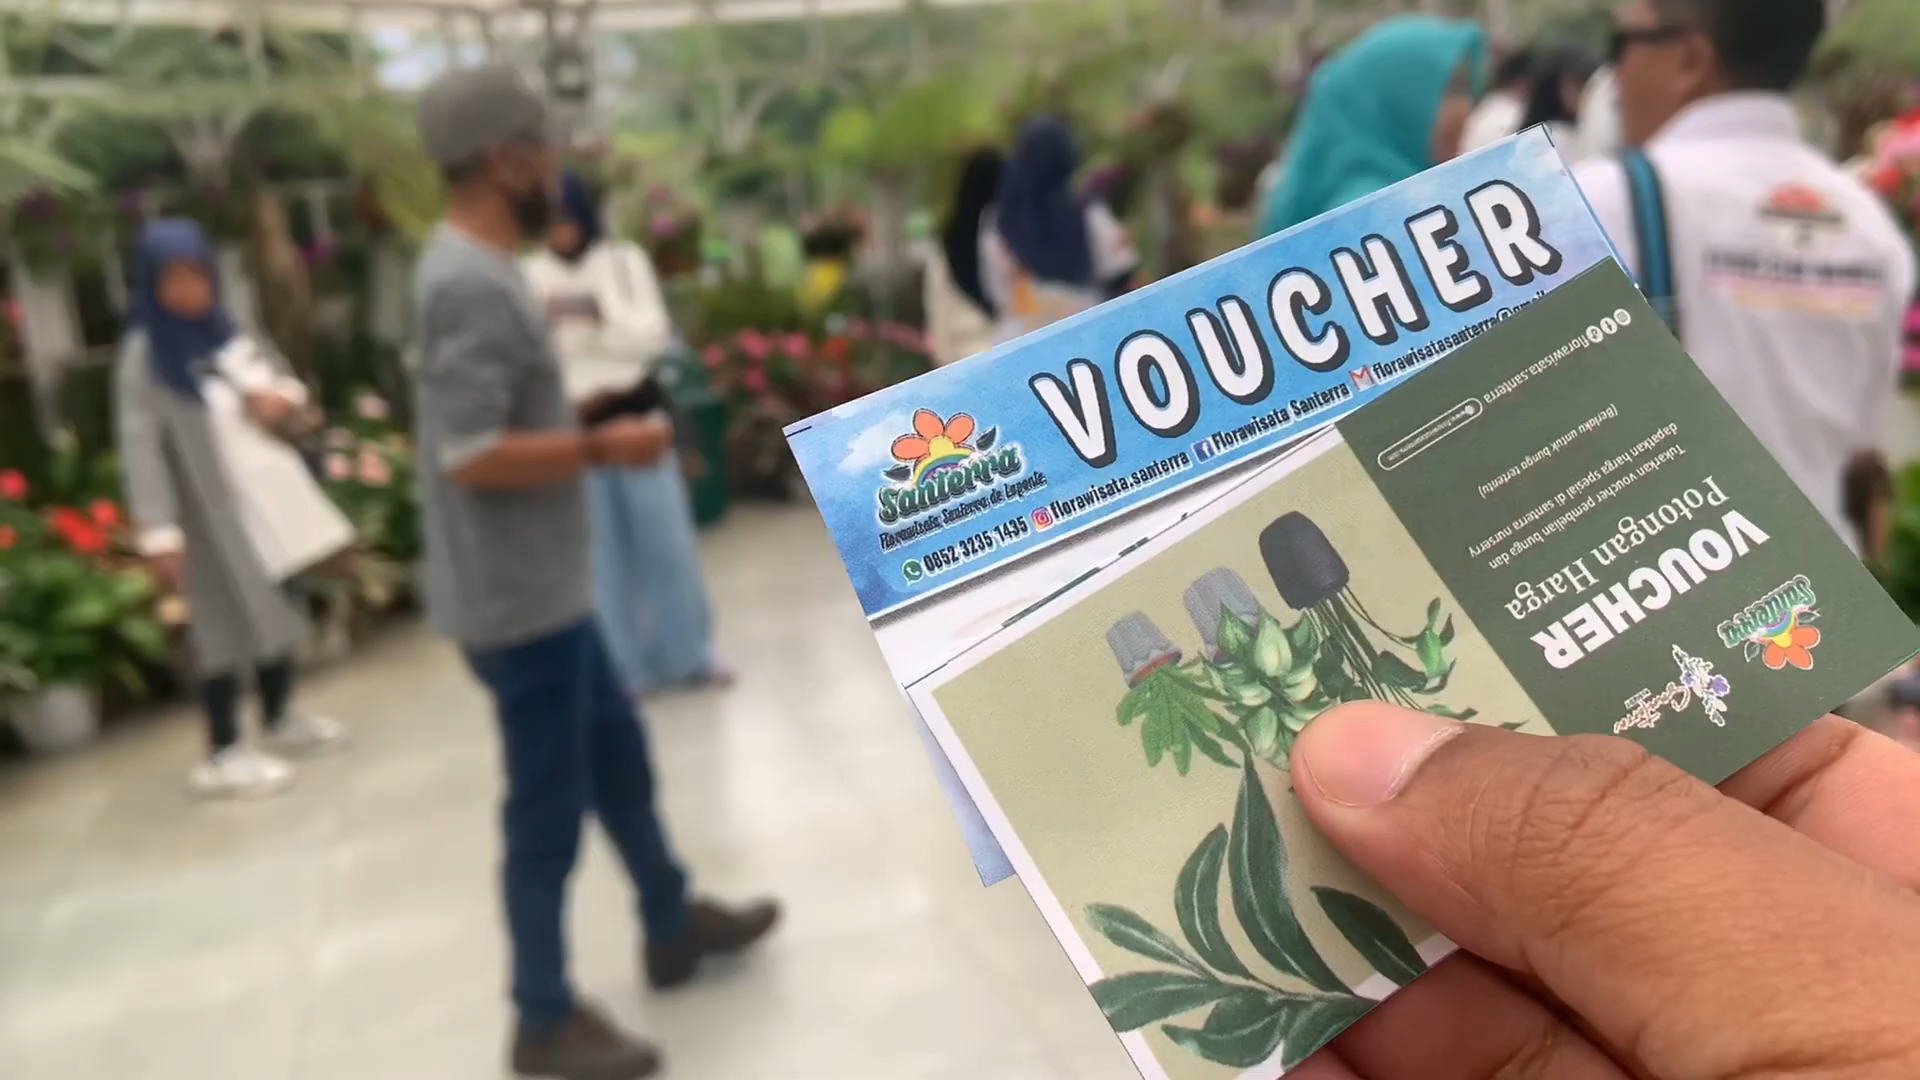 VOUCHER
Santerra
Florawisata Santerra de Laponte.
0852 3235 1435 florawisata.santerra Florawisata Santerra florawisatasanterra@gmail
Santerra
VOUCHER
Potongan Harga
Tukarkan voucher pembelian bunga dan
dapatkan harga spesial di santerra nursery
(Berlaku untuk bunga tertentu)
florawisata.santerra